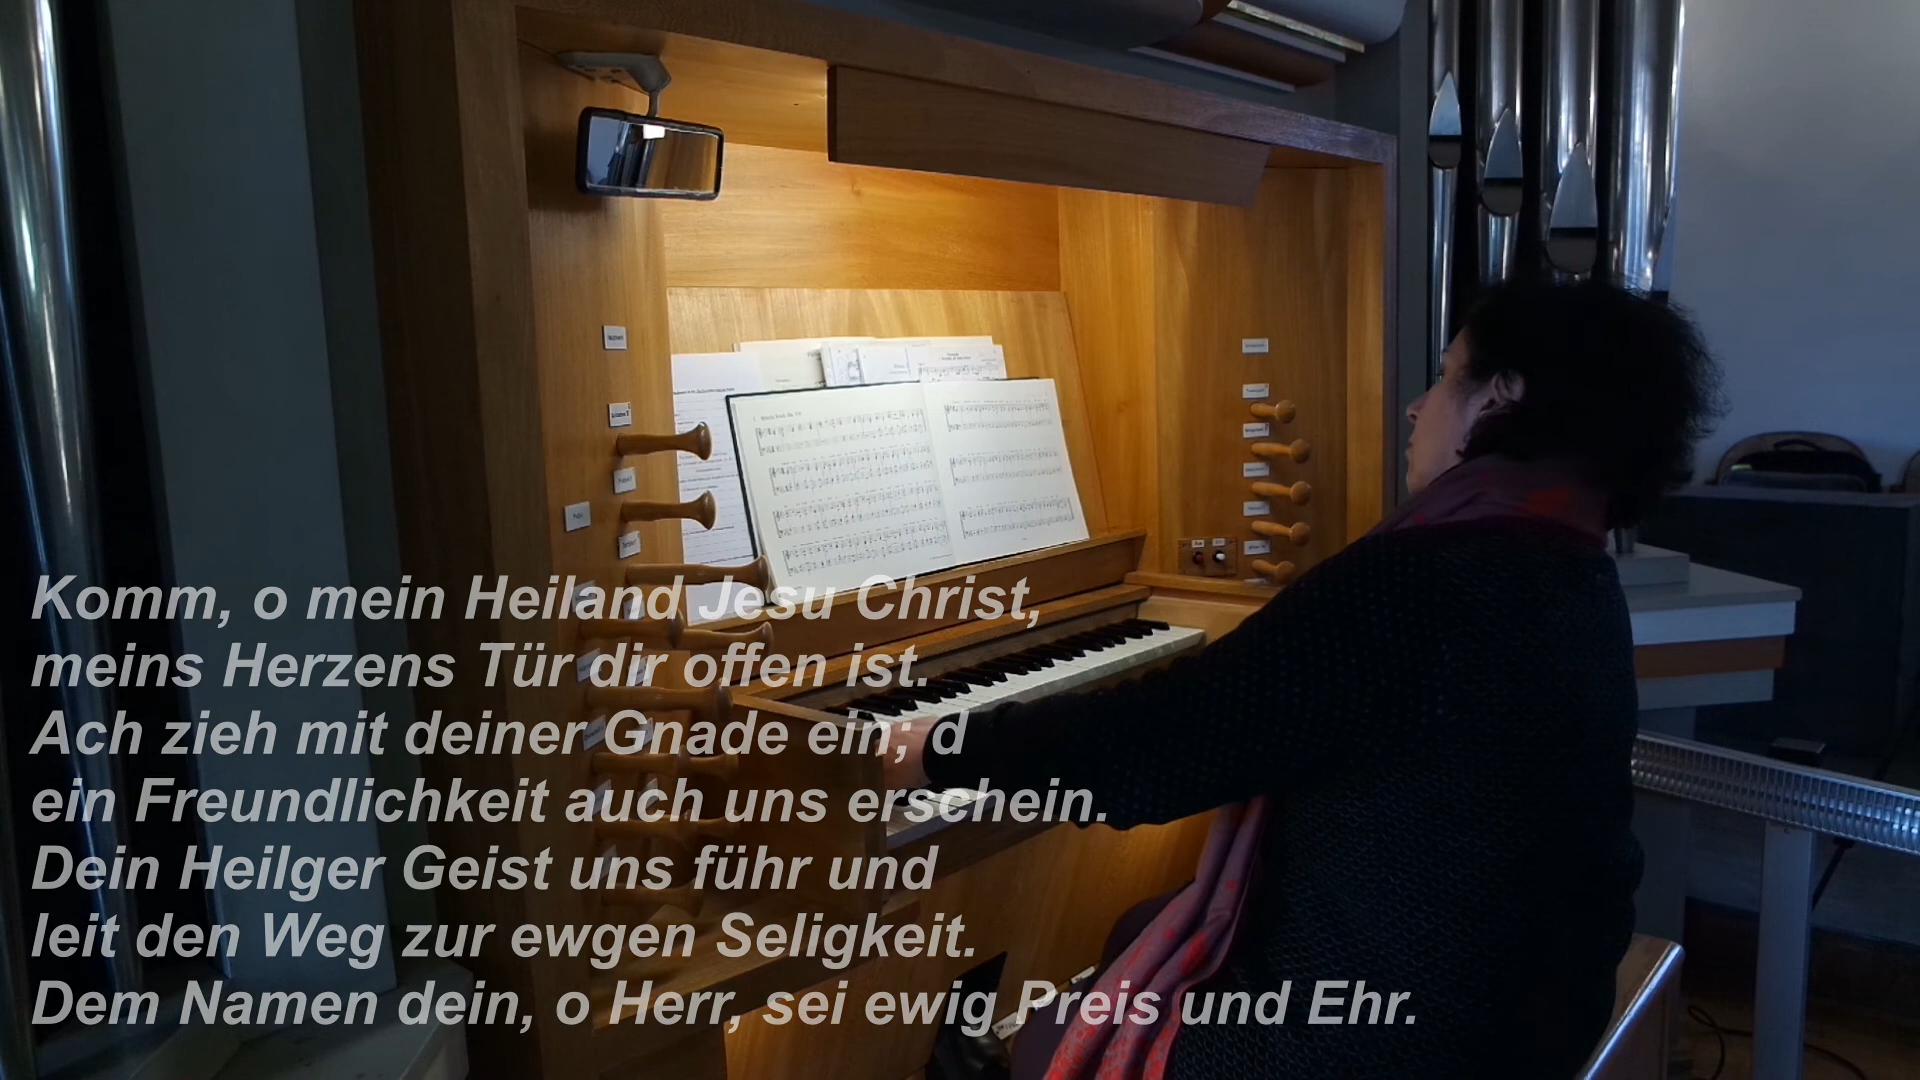 Komm, o mein Heiland Jesu Christ,
meins Herzens Tür dir offen ist.
Ach zieh mit deiner Gnade ein; d
ein Freundlichkeit auch uns erschein.
Dein Heilger Geist uns führ und
leit den Weg zur ewgen Seligkeit.
Dem Namen dein, o Herr, sei ewig Preis und Ehr.